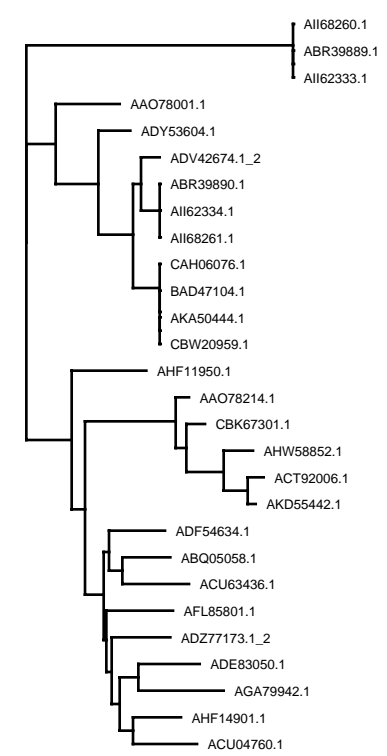 AII68260.1
ABR39889.1
AII62333.1
AAO78001.1
ADY53604.1
ADV42674.1_2
ABR39890.1
AII62334.1
AII68261.1
CAH06076.1
BAD47104.1
AKA50444.1
CBW20959.1
AHF11950.1
AAO78214.1
CBK67301.1
AHW58852.1
ACT92006.1
AKD55442.1
ADF54634.1
ABQ05058.1
ACU63436.1
AFL85801.1
ADZ77173.1_2
ADE83050.1
AGA79942.1
AHF14901.1
ACU04760.1